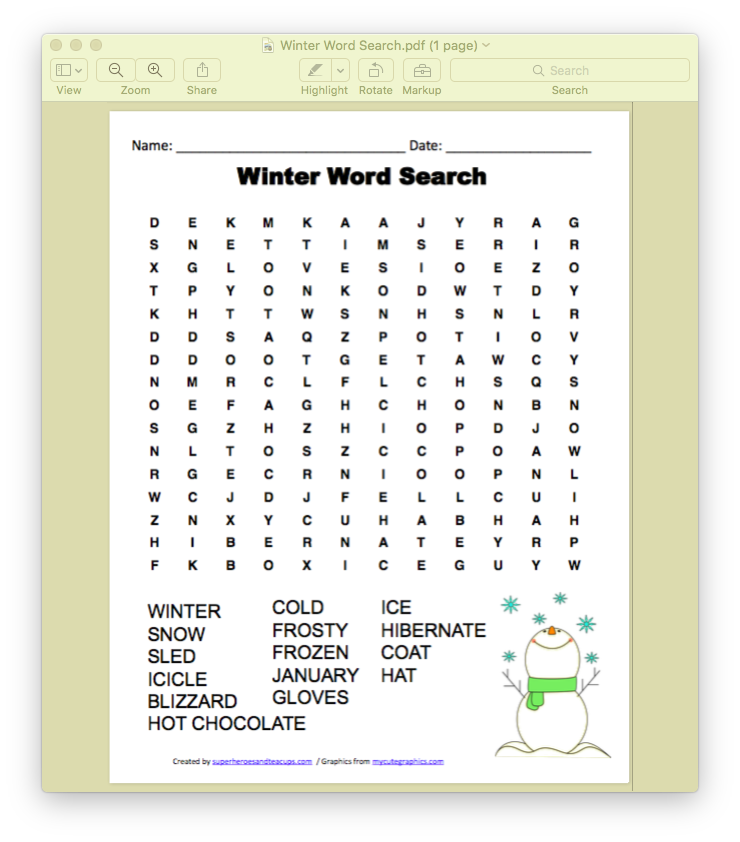 Winter Word Search.pdf (1 page)
Search
View Zoom Share Highlight Rotate Markup Search
Name: ______________________________ Date: ___________________
Winter Word Search
D E K M K A A J Y R A G
S N E T T I M S E R I R
X G L O V E S I O E Z O
T P Y O N K O D W T D Y
K H T T W S N H S N L R
D D S A Q Z P O T I O V
D D O O T G E T A W C Y
N M R C L F L C H S Q S
O E F A G H C H O N B N
S G Z H Z H I O P D J O
N L T O S Z C C P O A W
R G E C R N I O O P N L
W C J D J F E L L C U I
Z N X Y C U H A B H A H
H I B E R N A T E Y R P
F K B O X I C E G U Y W
WINTER COLD ICE
SNOW FROSTY HIBERNATE
SLED FROZEN COAT
ICICLE JANUARY HAT
BLIZZARD GLOVES
HOT CHOCOLATE
Created by superheroesandteacups.com / Graphics from mycutegraphics.com